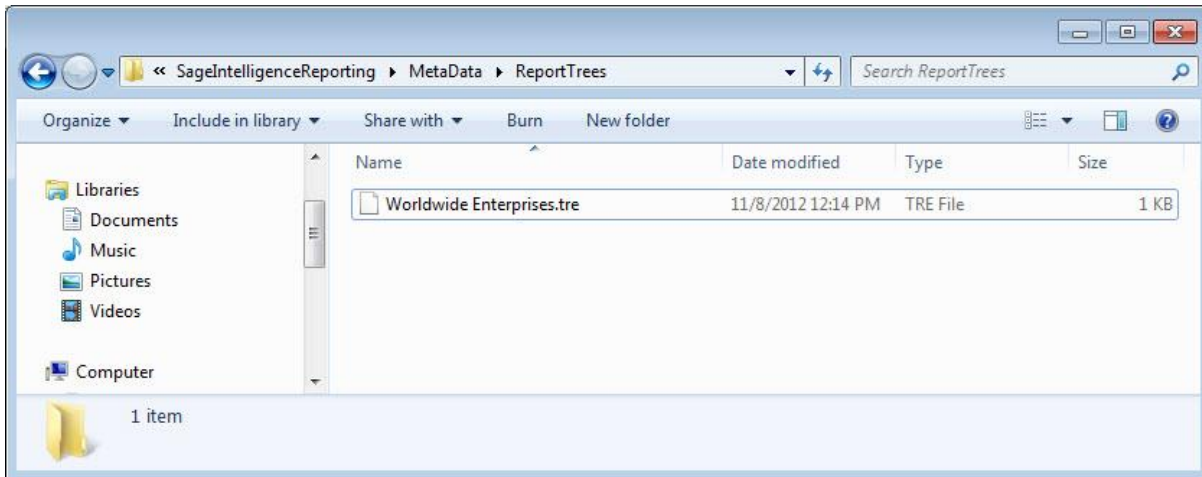 « SageIntelligenceReporting ▸ MetaData ▸ ReportTrees Search ReportTrees
Organize Include in library Share with Burn New folder
Name Date modified Type Size
Libraries
Worldwide Enterprises.tre 11/8/2012 12:14 PM TRE File 1 KB
Documents
Music
Pictures
Videos
Computer
1 item